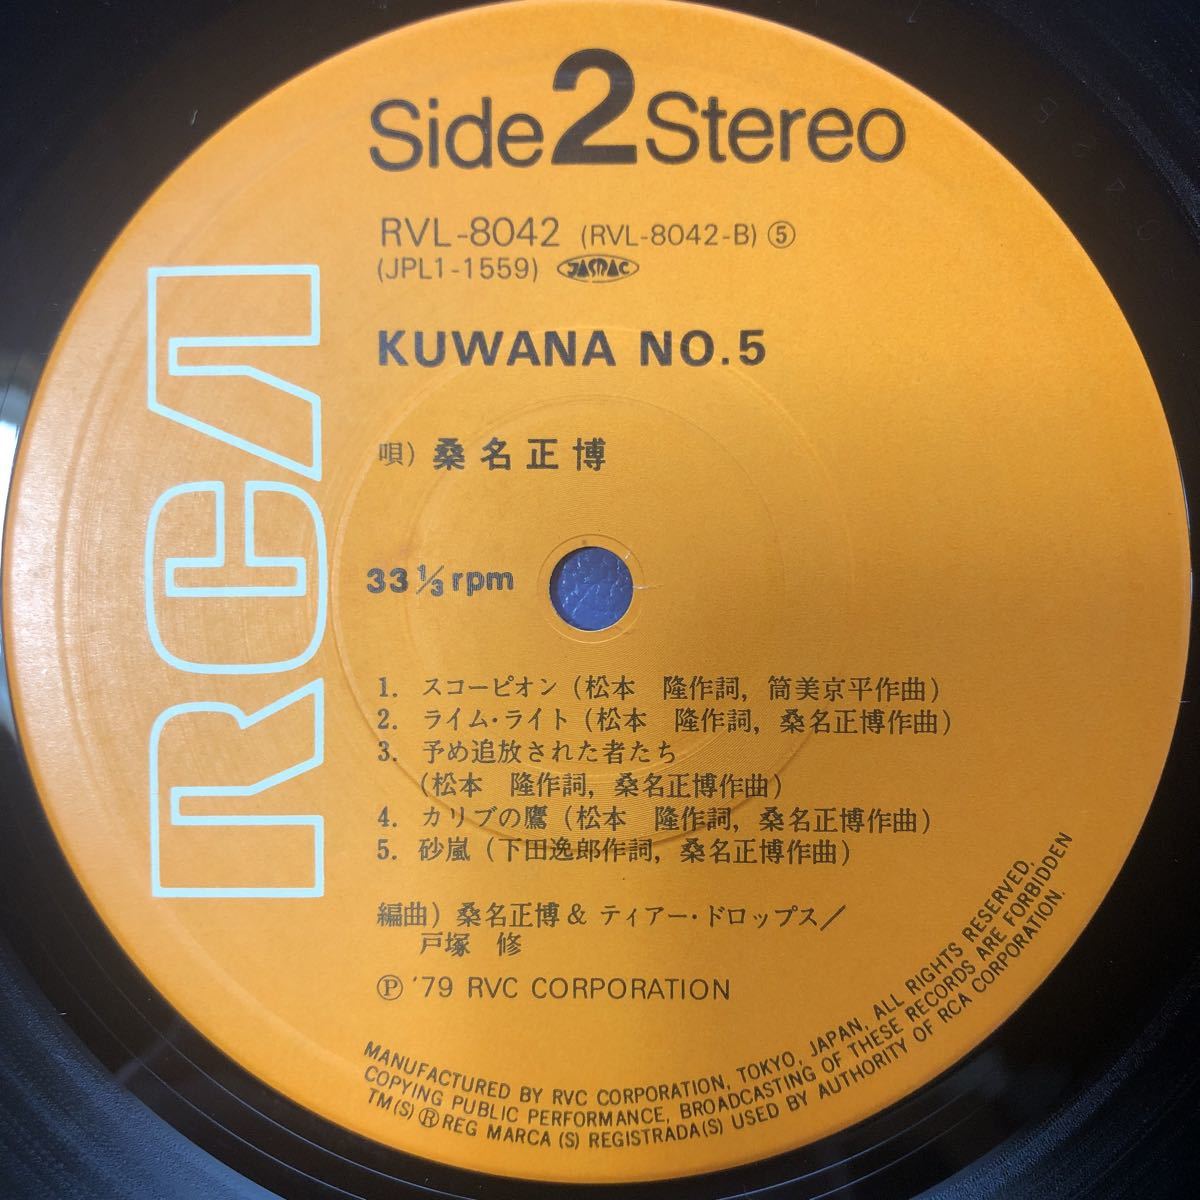 Side 2 Stereo
RVL-8042 (RVL-8042-B) ⑤
(JPL1-1559) JASRAC
KUWANA NO.5
唄) 桑名正博
33 1/3 rpm
1. スコーピオン (松本　隆作詞, 筒美京平作曲)
2. ライム・ライト (松本　隆作詞, 桑名正博作曲)
3. 予め追放された者たち
(松本　隆作詞, 桑名正博作曲)
4. カリブの鷹 (松本　隆作詞, 桑名正博作曲)
5. 砂嵐 (下田逸郎作詞, 桑名正博作曲)
編曲) 桑名正博 & ティアー・ドロップス/
戸塚　修
Ⓟ '79 RVC CORPORATION
MANUFACTURED BY RVC CORPORATION, TOKYO, JAPAN, ALL RIGHTS RESERVED,
COPYING PUBLIC PERFORMANCE, BROADCASTING OF THESE RECORDS ARE FORBIDDEN
TM(S) ® REG MARCA (S) REGISTRADA(S) USED BY AUTHORITY OF RCA CORPORATION.
RCA